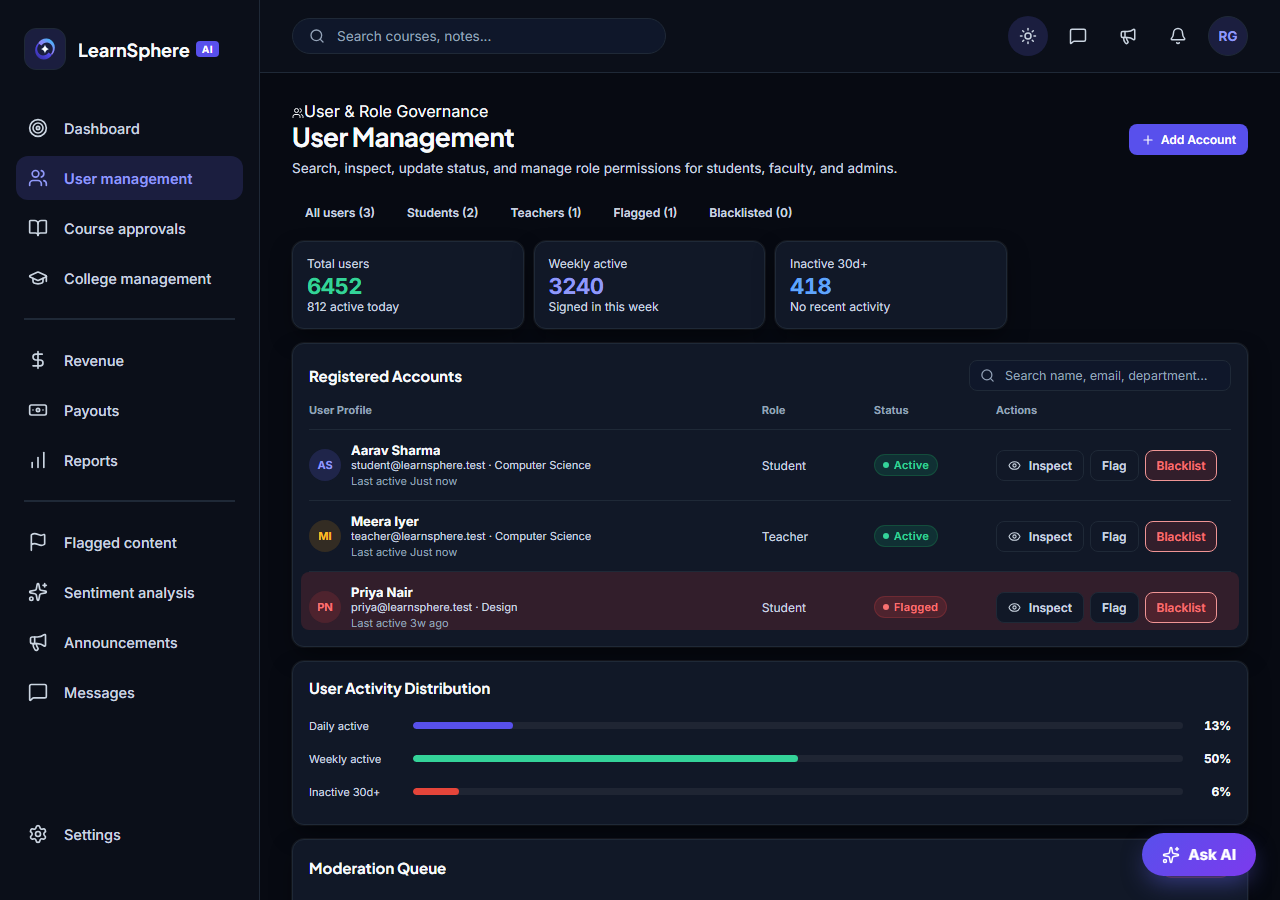 LearnSphere AI
Search courses, notes...
RG
Dashboard
User management
Course approvals
College management
Revenue
Payouts
Reports
Flagged content
Sentiment analysis
Announcements
Messages
Settings
User & Role Governance
User Management
Search, inspect, update status, and manage role permissions for students, faculty, and admins.
Add Account
All users (3) Students (2) Teachers (1) Flagged (1) Blacklisted (0)
Total users
6452
812 active today
Weekly active
3240
Signed in this week
Inactive 30d+
418
No recent activity
Registered Accounts
Search name, email, department...
User Profile Role Status Actions
AS
Aarav Sharma
student@learnsphere.test · Computer Science
Last active Just now
Student Active Inspect Flag Blacklist
MI
Meera Iyer
teacher@learnsphere.test · Computer Science
Last active Just now
Teacher Active Inspect Flag Blacklist
PN
Priya Nair
priya@learnsphere.test · Design
Last active 3w ago
Student Flagged Inspect Flag Blacklist
User Activity Distribution
Daily active 13%
Weekly active 50%
Inactive 30d+ 6%
Moderation Queue
Ask AI